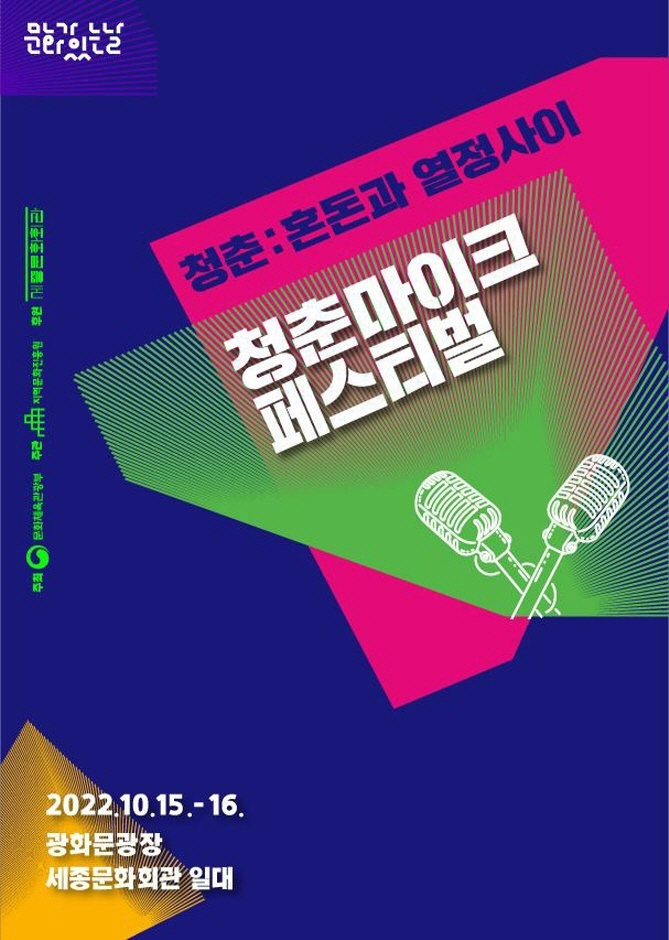 문화가 있는 날
청춘:혼돈과 열정사이
청춘마이크
페스티벌
주최 문화체육관광부 주관 지역문화진흥원 후원 세종문화회관
2022.10.15.-16.
광화문광장
세종문화회관 일대